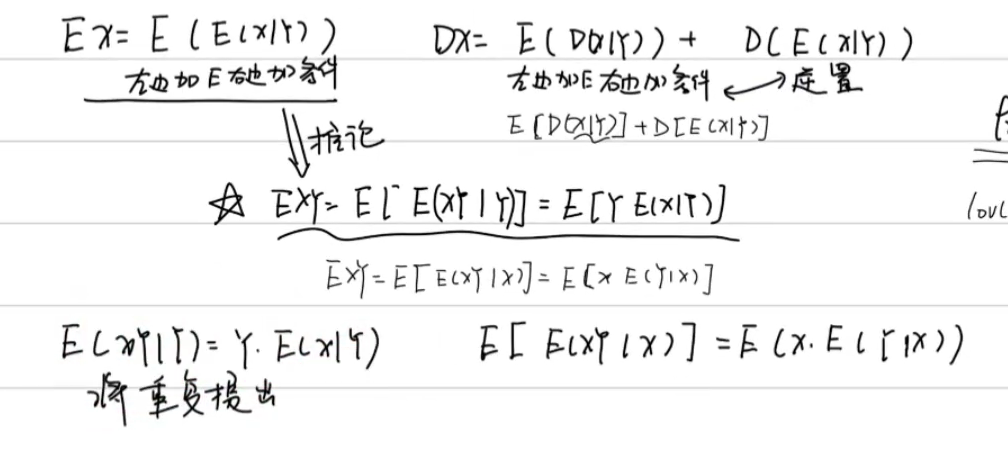 EX = E(E(X|Y)) DX = E(D(X|Y)) + D(E(X|Y))
左边加E右边加条件 左边加E右边加条件 ⟷ 底置
E[D(X|Y)] + D[E(X|Y)]
⇓ 推论
☆ EXY = E[E(XY|Y)] = E[Y E(X|Y)]
EXY = E[E(XY|X)] = E[X E(Y|X)]
E(XY|Y) = Y·E(X|Y) E[E(XY|X)] = E(X·E(Y|X))
将重复提出